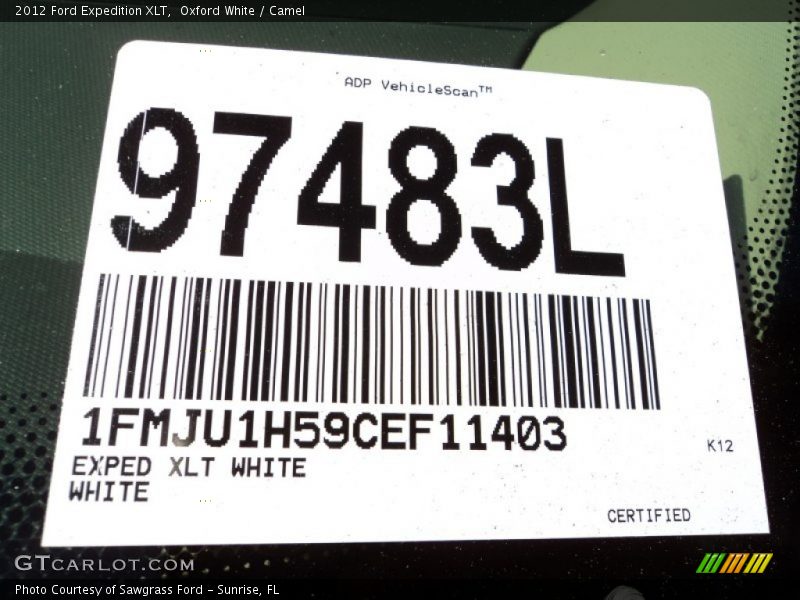 2012 Ford Expedition XLT,  Oxford White / Camel
ADP VehicleScan™
97483L
1FMJU1H59CEF11403
EXPED XLT WHITE
K12
WHITE
CERTIFIED
GTCARLOT.COM
Photo Courtesy of Sawgrass Ford - Sunrise, FL